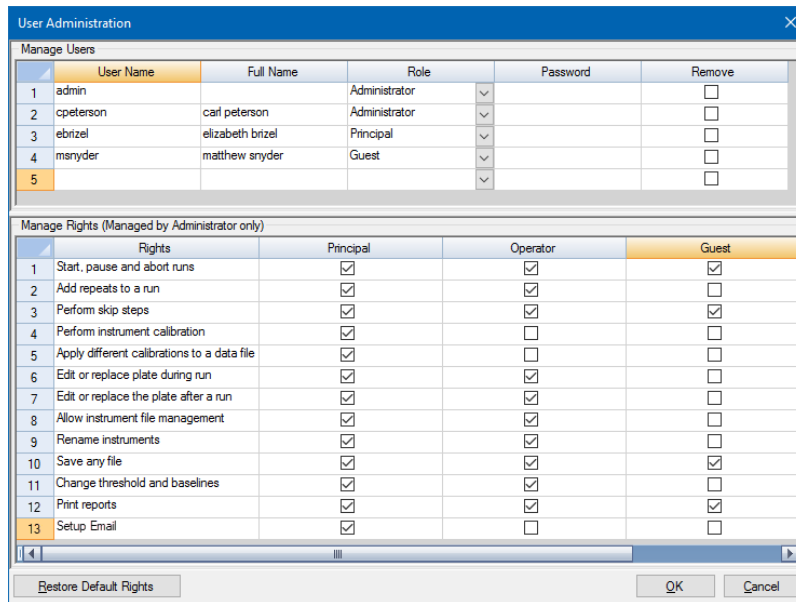 User Administration
Manage Users
User Name Full Name Role Password Remove
1 admin Administrator
2 cpeterson carl peterson Administrator
3 ebrizel elizabeth brizel Principal
4 msnyder matthew snyder Guest
5
Manage Rights (Managed by Administrator only)
Rights Principal Operator Guest
1 Start, pause and abort runs
2 Add repeats to a run
3 Perform skip steps
4 Perform instrument calibration
5 Apply different calibrations to a data file
6 Edit or replace plate during run
7 Edit or replace the plate after a run
8 Allow instrument file management
9 Rename instruments
10 Save any file
11 Change threshold and baselines
12 Print reports
13 Setup Email
Restore Default Rights OK Cancel